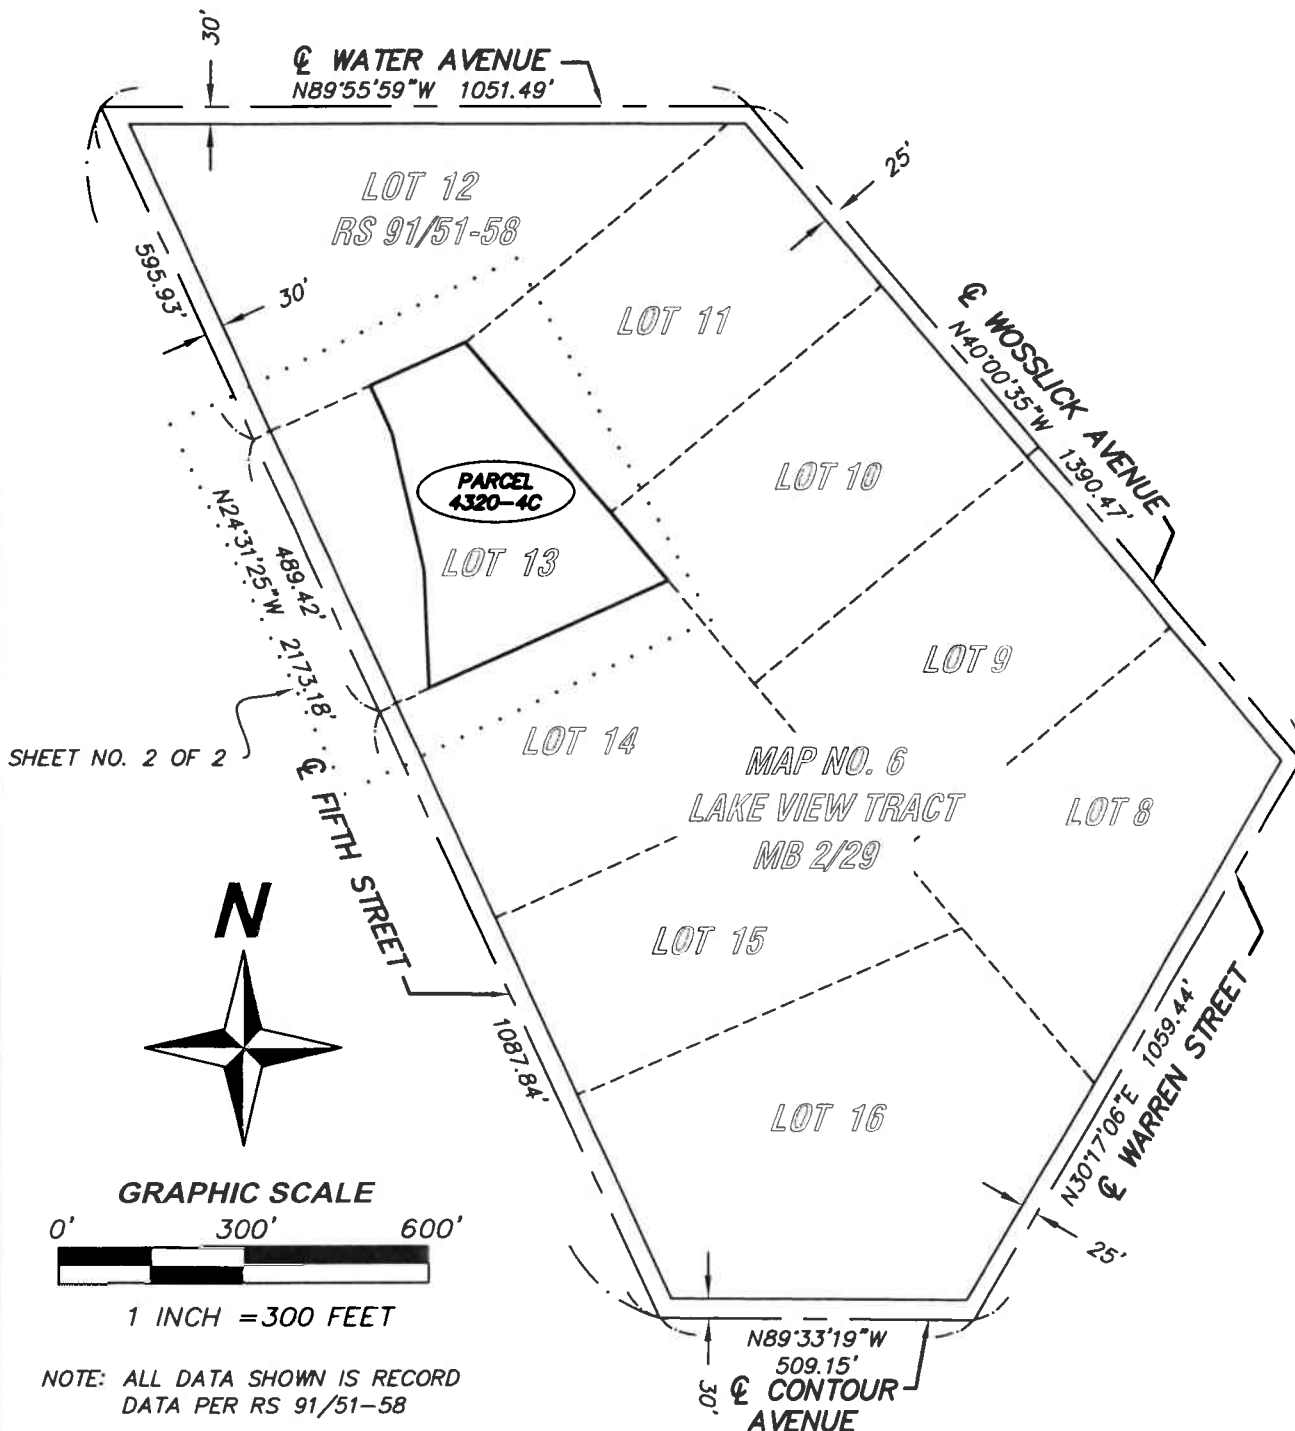 30'
℄ WATER AVENUE
N89°55'59"W 1051.49'
25'
LOT 12
RS 91/51-58
595.93'
30'
LOT 11
℄ WOSSLICK AVENUE
N40°00'35"W 1390.47'
PARCEL
4320-4C
LOT 10
LOT 13
489.42'
N24°31'25"W 2173.18'
LOT 9
SHEET NO. 2 OF 2
LOT 14
MAP NO. 6
LAKE VIEW TRACT
MB 2/29
LOT 8
℄ FIFTH STREET
N
LOT 15
1087.84'
N30°17'06"E 1059.44'
℄ WARREN STREET
LOT 16
25'
GRAPHIC SCALE
0' 300' 600'
1 INCH =300 FEET
N89°33'19"W
509.15'
30'
℄ CONTOUR
AVENUE
NOTE: ALL DATA SHOWN IS RECORD
DATA PER RS 91/51-58